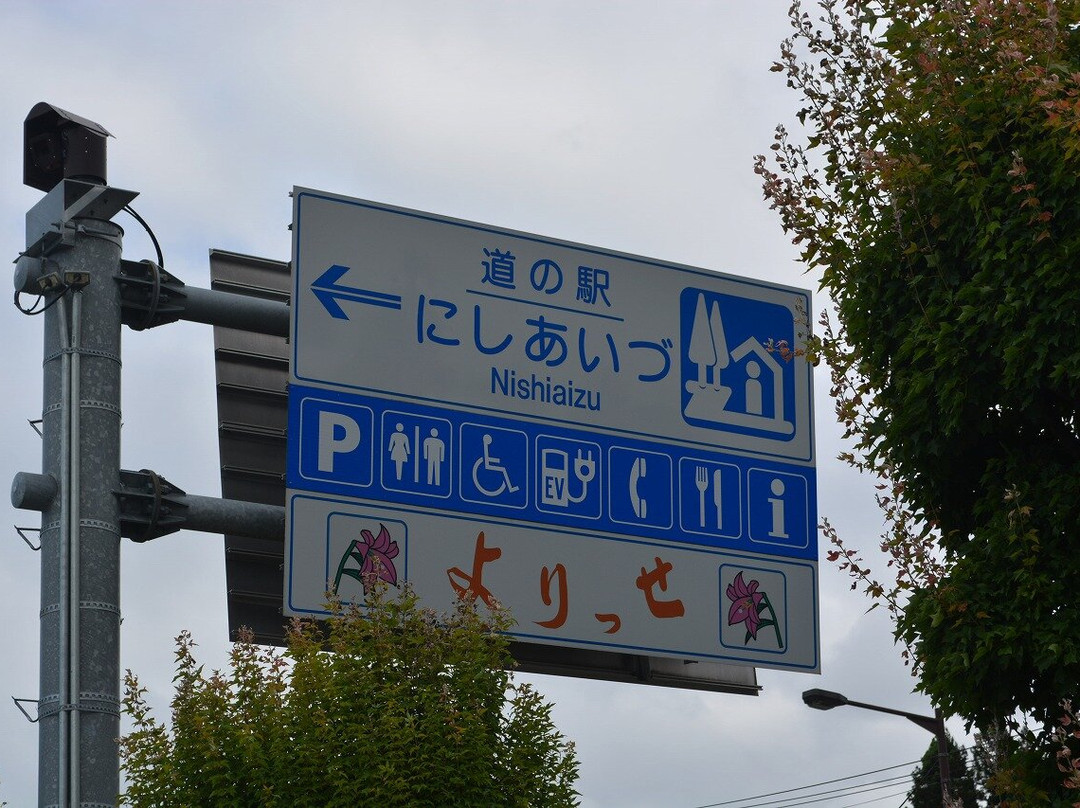 道の駅
にしあいづ
Nishiaizu
P
EV
i
よりっせ